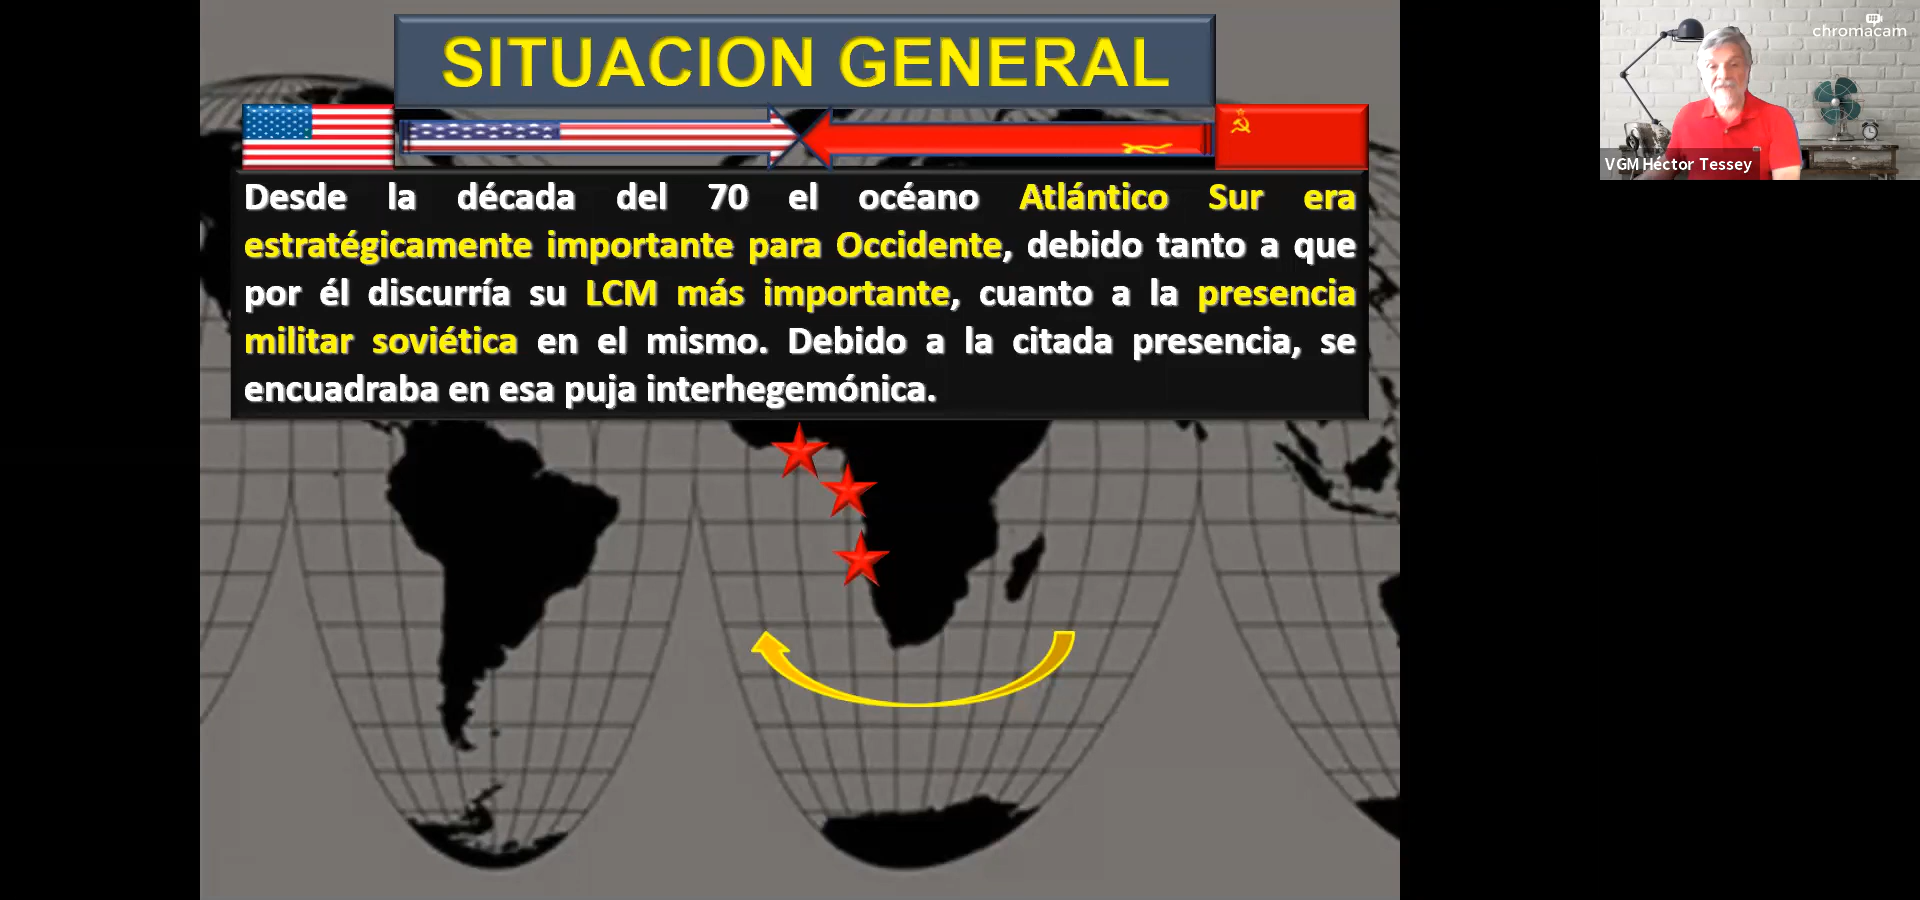 SITUACION GENERAL
Desde la década del 70 el océano Atlántico Sur era
estratégicamente importante para Occidente, debido tanto a que
por él discurría su LCM más importante, cuanto a la presencia
militar soviética en el mismo. Debido a la citada presencia, se
encuadraba en esa puja interhegemónica.
chromacam
VGM Héctor Tessey